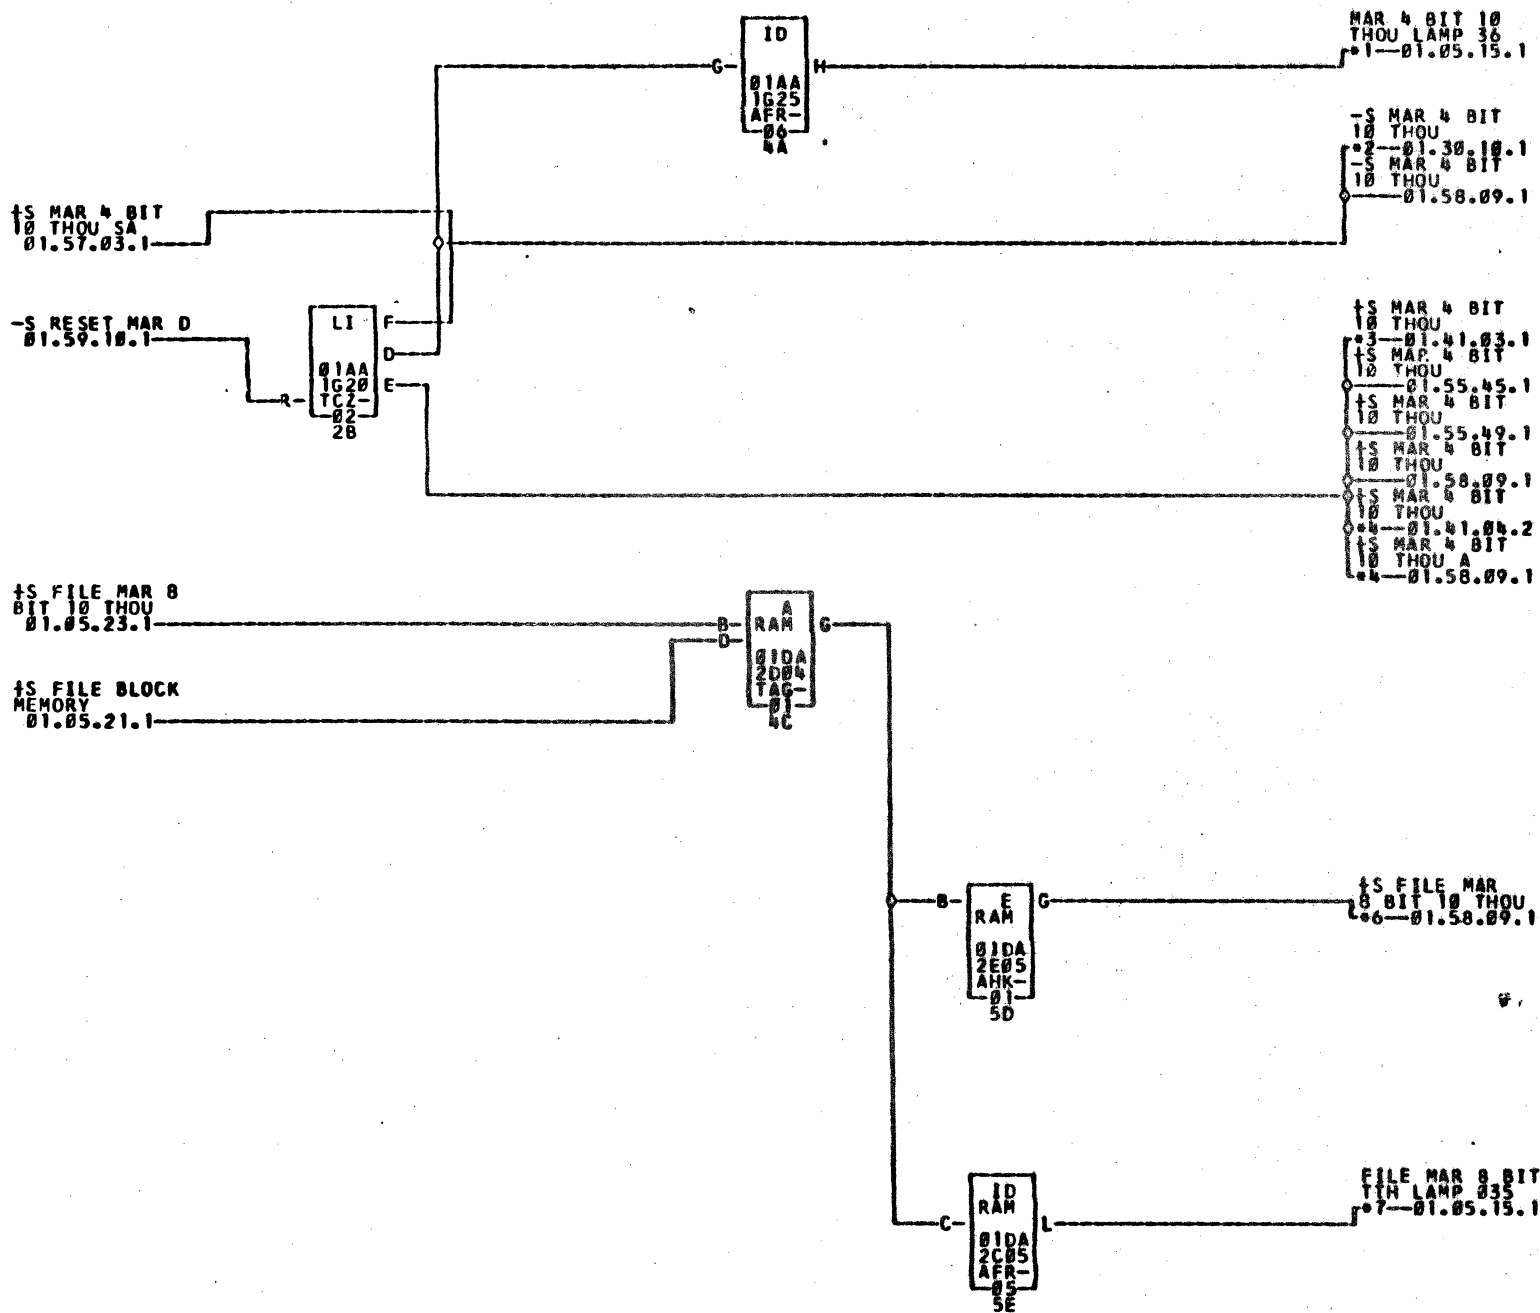 ID
G
H
01AA
1G25
AFR-
06
4A
MAR 4 BIT 10
THOU LAMP 36
*1—01.05.15.1
-S MAR 4 BIT
10 THOU
*2—01.30.10.1
-S MAR 4 BIT
10 THOU
01.58.09.1
+S MAR 4 BIT
10 THOU SA
01.57.03.1
-S RESET MAR D
01.59.10.1
LI
F
D
01AA
1G20
E
R
TCZ-
02
2B
+S MAR 4 BIT
10 THOU
*3—01.41.03.1
+S MAR 4 BIT
10 THOU
01.55.45.1
+S MAR 4 BIT
10 THOU
01.55.49.1
+S MAR 4 BIT
10 THOU
01.58.09.1
+S MAR 4 BIT
10 THOU
*4—01.41.04.2
+S MAR 4 BIT
10 THOU A
*4—01.58.09.1
+S FILE MAR 8
BIT 10 THOU
01.05.23.1
+S FILE BLOCK
MEMORY
01.05.21.1
A
B
RAM
G
D
01DA
2D04
TAG-
01
4C
B
E
RAM
G
01DA
2E05
AHK-
01
5D
+S FILE MAR
8 BIT 10 THOU
*6—01.58.09.1
ID
RAM
C
L
01DA
2C05
AFR-
05
5E
FILE MAR 8 BIT
TTH LAMP 035
*7—01.05.15.1